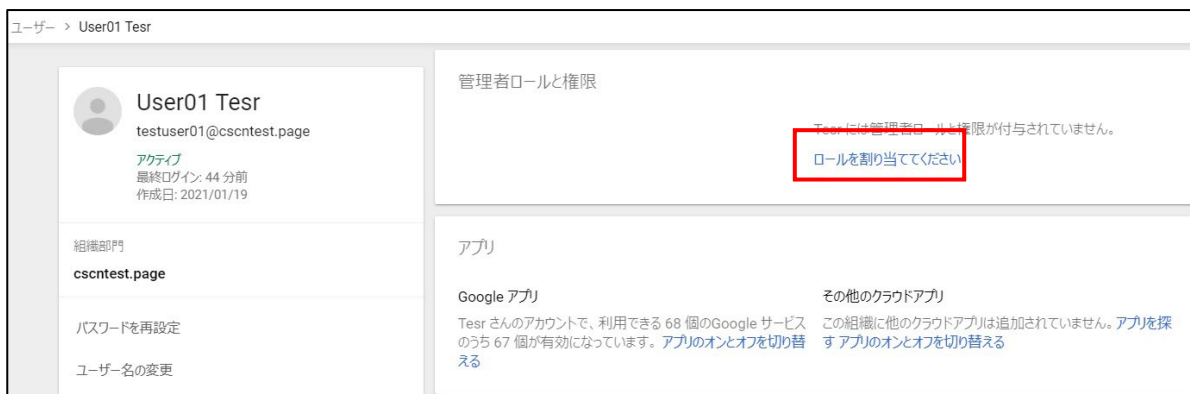 ユーザー > User01 Tesr
User01 Tesr
testuser01@cscntest.page
アクティブ
最終ログイン: 44 分前
作成日: 2021/01/19
組織部門
cscntest.page
パスワードを再設定
ユーザー名の変更
管理者ロールと権限
Tesr には管理者ロールと権限が付与されていません。
ロールを割り当ててください
アプリ
Google アプリ
Tesr さんのアカウントで、利用できる 68 個のGoogle サービス
のうち 67 個が有効になっています。アプリのオンとオフを切り替
える
その他のクラウドアプリ
この組織に他のクラウドアプリは追加されていません。アプリを探
す アプリのオンとオフを切り替える